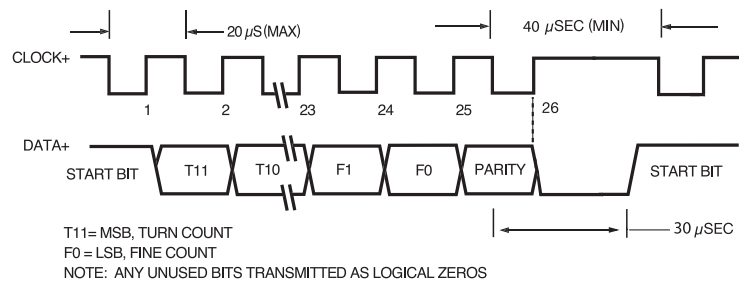 20 µS(MAX)
40 µSEC (MIN)
CLOCK+
1
2
23
24
25
26
DATA+
START BIT
T11
T10
F1
F0
PARITY
START BIT
30 µSEC
T11= MSB, TURN COUNT
F0 = LSB, FINE COUNT
NOTE: ANY UNUSED BITS TRANSMITTED AS LOGICAL ZEROS